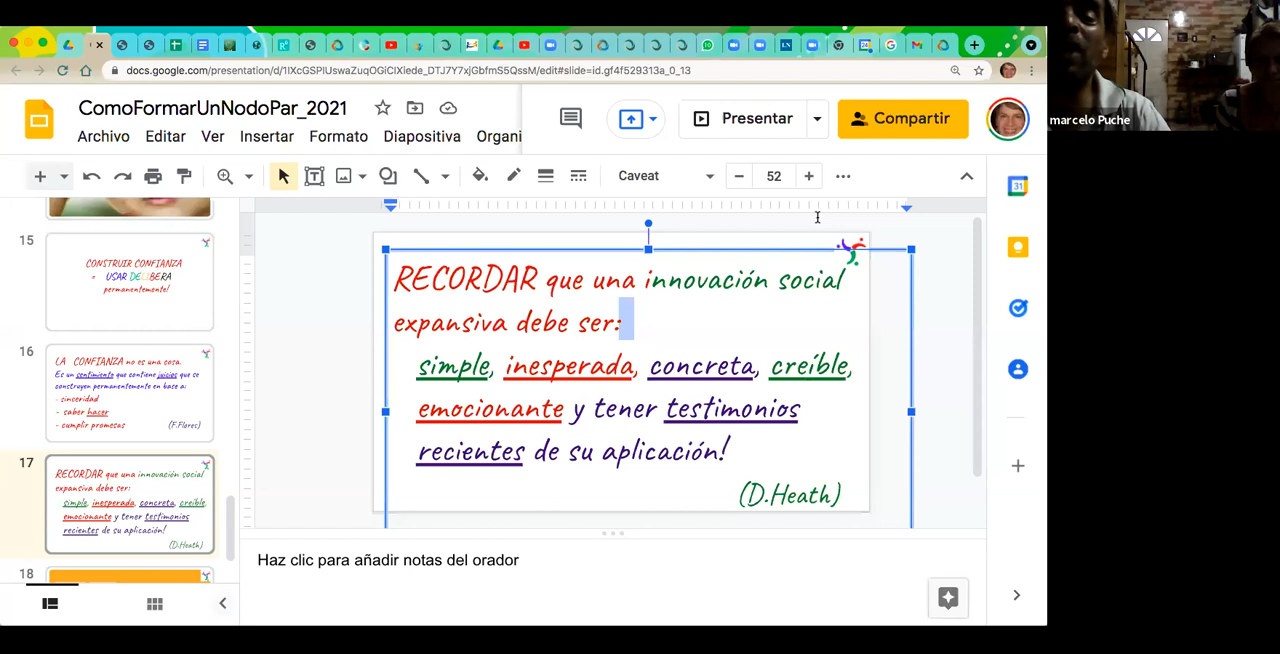 docs.google.com/presentation/d/1IXcGSPIUswaZuqOGiCIXiede_DTJ7Y7xjGbfmS5QssM/edit#slide=id.gf4f529313a_0_13
marcelo Puche
ComoFormarUnNodoPar_2021
Archivo Editar Ver Insertar Formato Diapositiva Organi
Presentar
Compartir
Caveat
52
15
CONSTRUIR CONFIANZA
= USAR DELIBERA
permanentemente!
16
LA CONFIANZA no es una cosa.
Es un sentimiento que contiene juicios que se
construyen permanentemente en base a:
- sinceridad
- saber hacer
- cumplir promesas (F.Flores)
17
RECORDAR que una innovación social
expansiva debe ser:
simple, inesperada, concreta, creíble,
emocionante y tener testimonios
recientes de su aplicación!
(D.Heath)
18
RECORDAR que una innovación social
expansiva debe ser:
simple, inesperada, concreta, creíble,
emocionante y tener testimonios
recientes de su aplicación!
(D.Heath)
Haz clic para añadir notas del orador